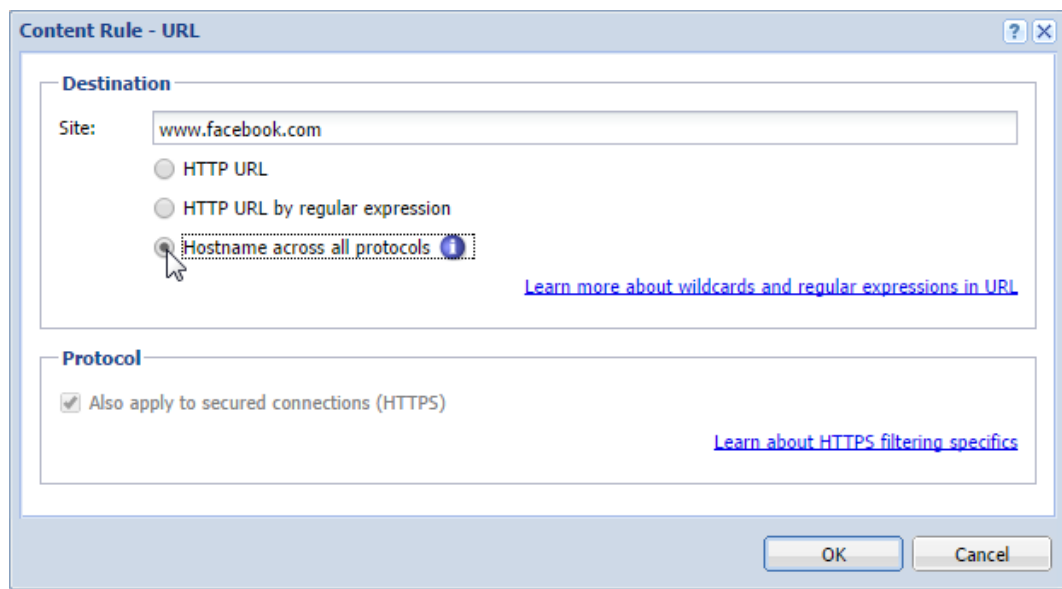 Content Rule - URL
Destination
Site: www.facebook.com
HTTP URL
HTTP URL by regular expression
Hostname across all protocols
Learn more about wildcards and regular expressions in URL
Protocol
Also apply to secured connections (HTTPS)
Learn about HTTPS filtering specifics
OK Cancel